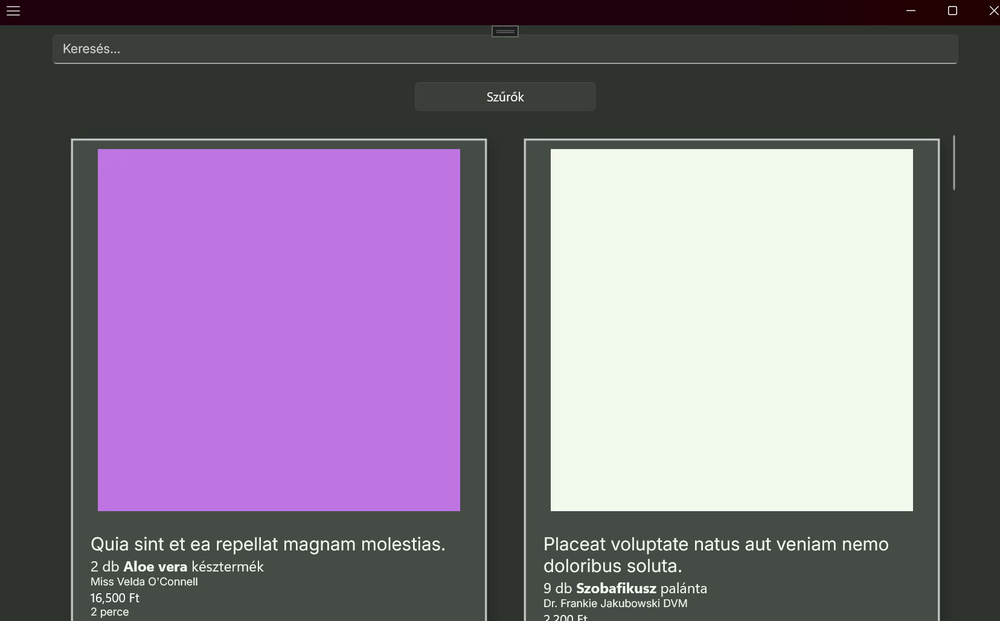 Keresés...
Szűrők
Quia sint et ea repellat magnam molestias.
2 db Aloe vera késztermék
Miss Velda O'Connell
16,500 Ft
2 perce
Placeat voluptate natus aut veniam nemo
doloribus soluta.
9 db Szobafikusz palánta
Dr. Frankie Jakubowski DVM
2,200 Ft